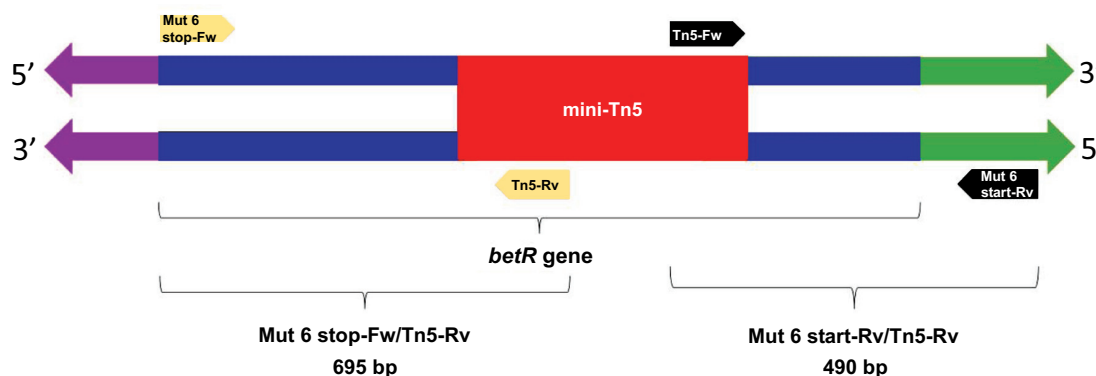 Mut 6
stop-Fw
Tn5-Fw
5’
3
mini-Tn5
3’
5
Tn5-Rv
Mut 6
start-Rv
betR gene
Mut 6 stop-Fw/Tn5-Rv
695 bp
Mut 6 start-Rv/Tn5-Rv
490 bp